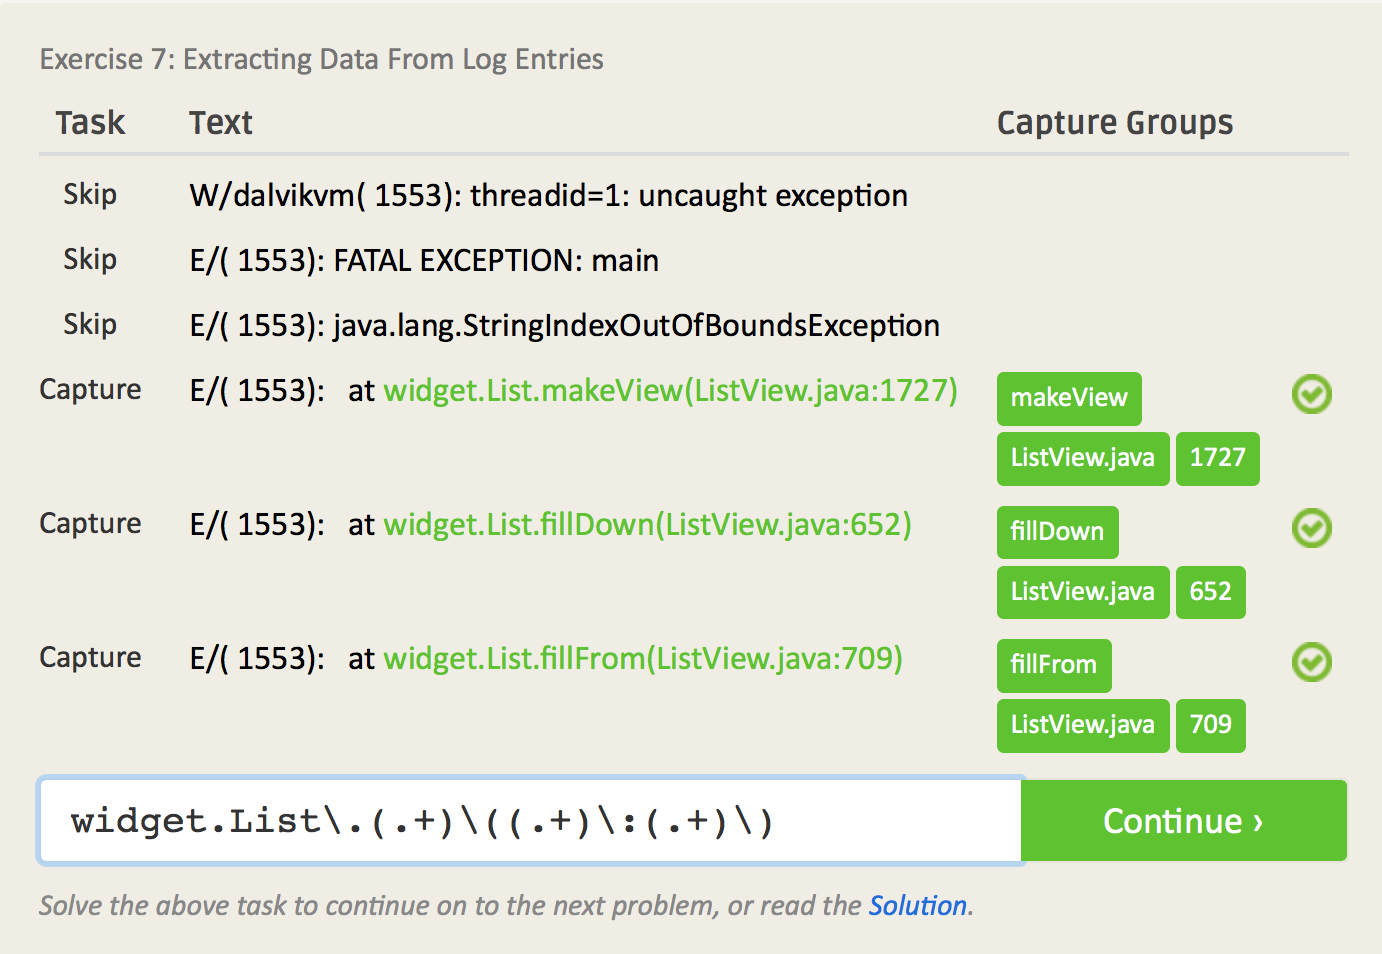 Exercise 7: Extracting Data From Log Entries
Task Text Capture Groups
Skip W/dalvikvm( 1553): threadid=1: uncaught exception
Skip E/( 1553): FATAL EXCEPTION: main
Skip E/( 1553): java.lang.StringIndexOutOfBoundsException
Capture E/( 1553):   at widget.List.makeView(ListView.java:1727) makeView
ListView.java 1727
Capture E/( 1553):   at widget.List.fillDown(ListView.java:652) fillDown
ListView.java 652
Capture E/( 1553):   at widget.List.fillFrom(ListView.java:709) fillFrom
ListView.java 709
widget.List\.(.+)\((.+)\:(.+)\) Continue ›
Solve the above task to continue on to the next problem, or read the Solution.